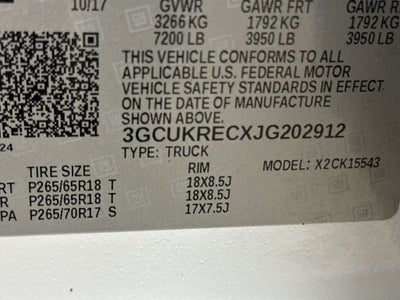 10/17 GVWR GAWR FRT GAWR R
3266 KG 1792 KG 1792 KG
7200 LB 3950 LB 3950 LB
THIS VEHICLE CONFORMS TO ALL
APPLICABLE U.S. FEDERAL MOTOR
VEHICLE SAFETY STANDARDS IN EFFECT
ON THE DATE OF MANUFACTURE
SHOWN ABOVE.
3GCUKRECXJG202912
24
TYPE: TRUCK
MODEL: X2CK15543
TIRE SIZE RIM
RT P265/65R18 T 18X8.5J
R P265/65R18 T 18X8.5J
PA P265/70R17 S 17X7.5J